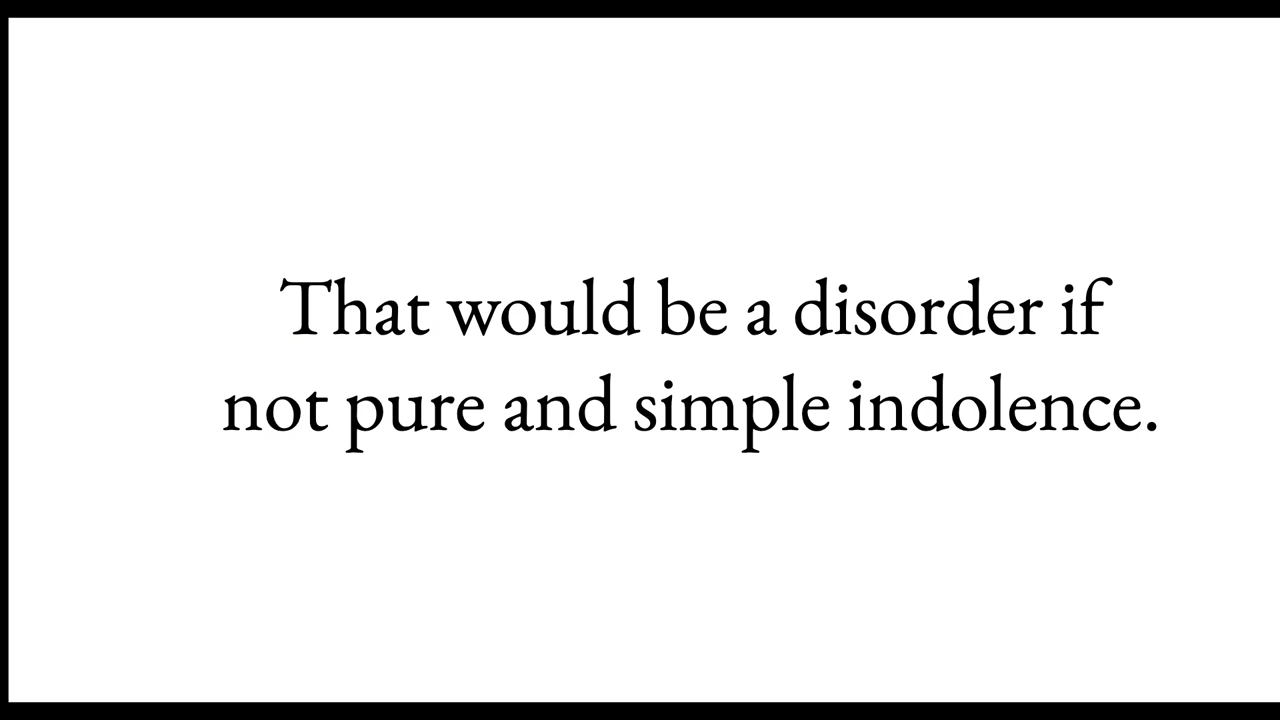 That would be a disorder if
not pure and simple indolence.